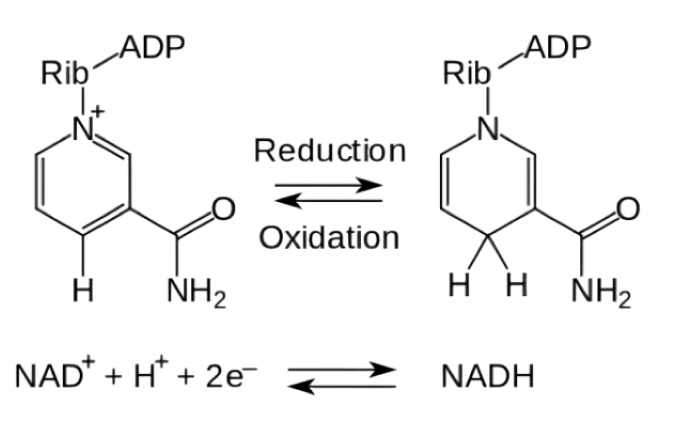 ADP ADP
Rib Rib
N⁺ N
Reduction
O O
Oxidation
H NH₂ H H NH₂
NAD⁺ + H⁺ + 2e⁻ ⇌ NADH